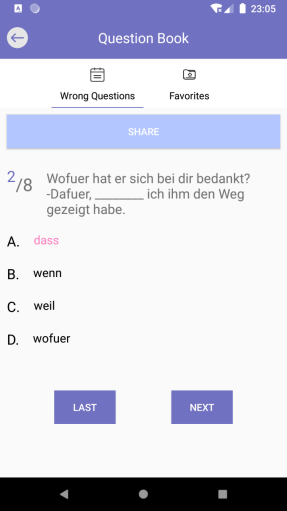 A
23:05
Question Book
Wrong Questions
Favorites
SHARE
2/8
Wofuer hat er sich bei dir bedankt?
-Dafuer, ________ ich ihm den Weg
gezeigt habe.
A. dass
B. wenn
C. weil
D. wofuer
LAST
NEXT